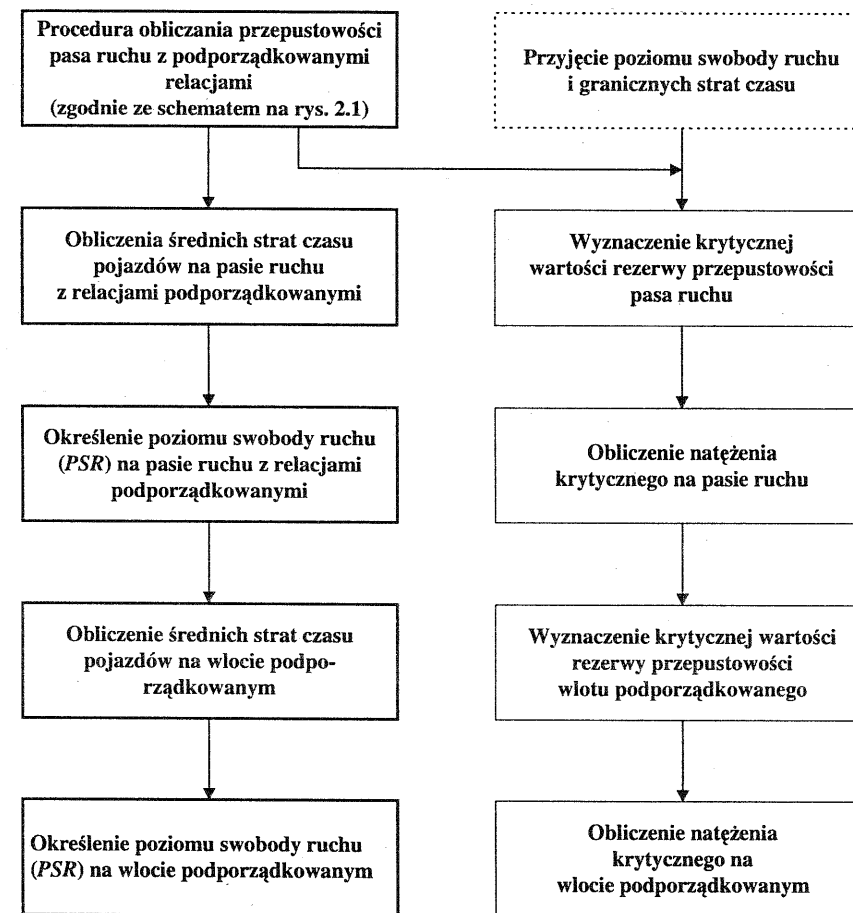 Procedura obliczania przepustowości
pasa ruchu z podporządkowanymi
relacjami
(zgodnie ze schematem na rys. 2.1)
Przyjęcie poziomu swobody ruchu
i granicznych strat czasu
Obliczenia średnich strat czasu
pojazdów na pasie ruchu
z relacjami podporządkowanymi
Wyznaczenie krytycznej
wartości rezerwy przepustowości
pasa ruchu
Określenie poziomu swobody ruchu
(PSR) na pasie ruchu z relacjami
podporządkowanymi
Obliczenie natężenia
krytycznego na pasie ruchu
Obliczenie średnich strat czasu
pojazdów na wlocie podpo-
rządkowanym
Wyznaczenie krytycznej wartości
rezerwy przepustowości
wlotu podporządkowanego
Określenie poziomu swobody ruchu
(PSR) na wlocie podporządkowanym
Obliczenie natężenia
krytycznego na
wlocie podporządkowanym